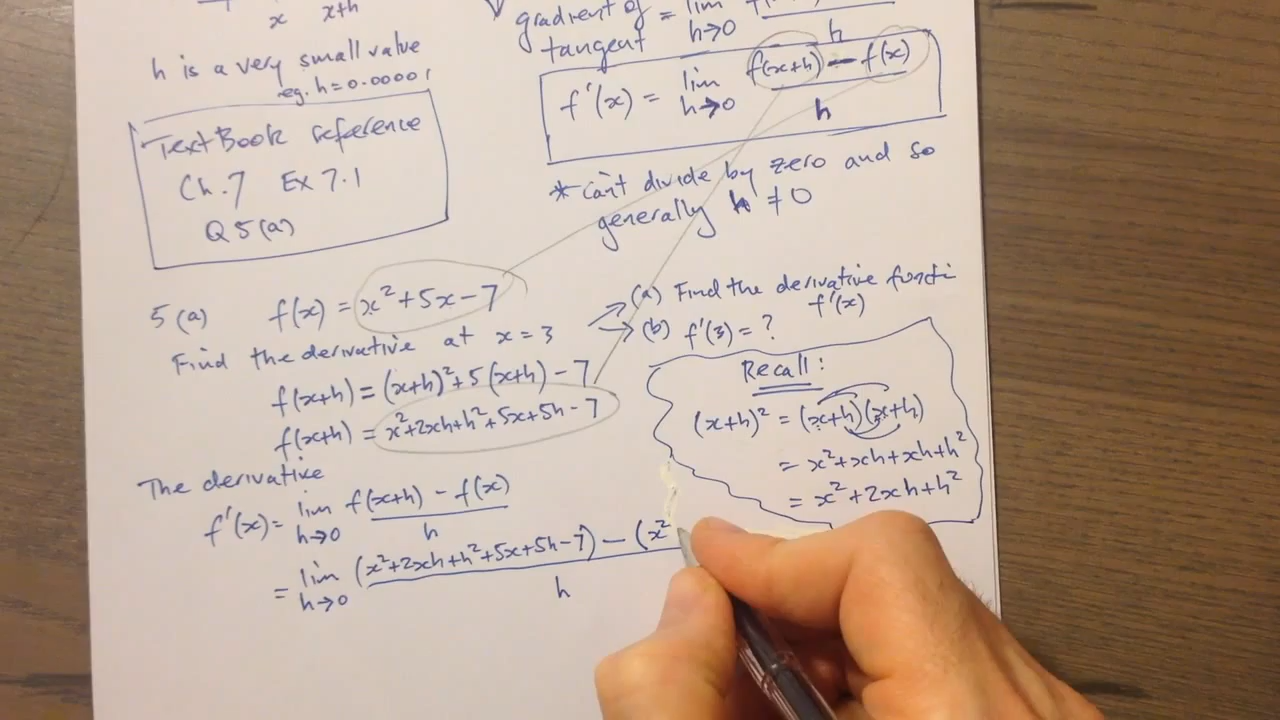 x x+h
h is a very small value
eg. h=0.00001
TextBook reference
Ch.7 Ex 7.1
Q5(a)
gradient of = lim
tangent h→0 h
f'(x) = lim f(x+h) - f(x)
h→0 h
* can't divide by zero and so
generally h ≠ 0
5(a) f(x) = x²+5x-7
Find the derivative at x=3
(a) Find the derivative functi
f'(x)
(b) f'(3) = ?
f(x+h) = (x+h)²+5(x+h)-7
f(x+h) = x²+2xh+h²+5x+5h-7
Recall:
(x+h)² = (x+h)(x+h)
= x²+xh+xh+h²
= x²+2xh+h²
The derivative
f'(x) = lim f(x+h) - f(x)
h→0 h
= lim (x²+2xh+h²+5x+5h-7) - (x²
h→0 h